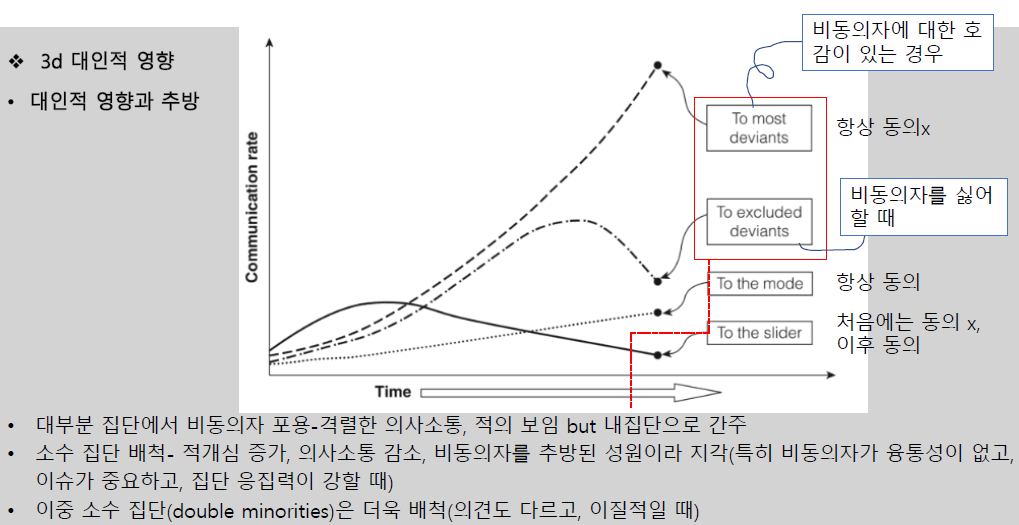 ❖ 3d 대인적 영향
• 대인적 영향과 추방
Communication rate
Time
비동의자에 대한 호
감이 있는 경우
To most
deviants
항상 동의x
비동의자를 싫어
할 때
To excluded
deviants
To the mode
항상 동의
To the slider
처음에는 동의 x,
이후 동의
• 대부분 집단에서 비동의자 포용-격렬한 의사소통, 적의 보임 but 내집단으로 간주
• 소수 집단 배척- 적개심 증가, 의사소통 감소, 비동의자를 추방된 성원이라 지각(특히 비동의자가 융통성이 없고,
이슈가 중요하고, 집단 응집력이 강할 때)
• 이중 소수 집단(double minorities)은 더욱 배척(의견도 다르고, 이질적일 때)